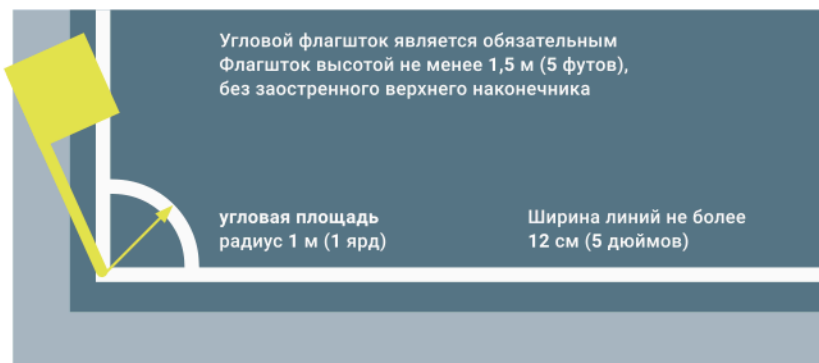 Угловой флагшток является обязательным
Флагшток высотой не менее 1,5 м (5 футов),
без заостренного верхнего наконечника
угловая площадь
радиус 1 м (1 ярд)
Ширина линий не более
12 см (5 дюймов)